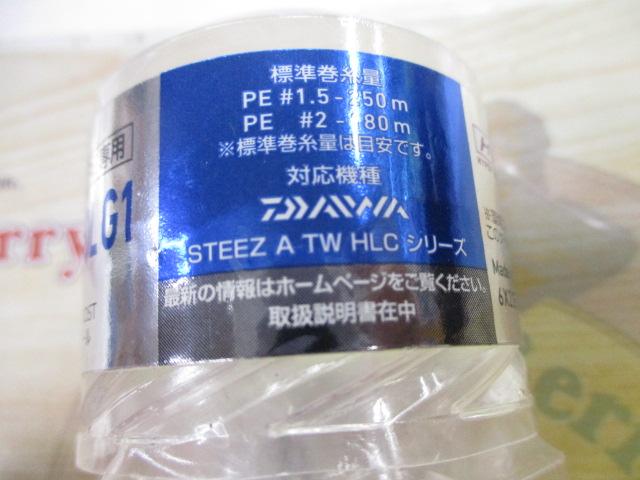 標準巻糸量
PE #1.5-250m
PE #2-180m
※標準巻糸量は目安です。
対応機種
DAIWA
STEEZ A TW HLC シリーズ
最新の情報はホームページをご覧ください。
取扱説明書在中
専用
G1